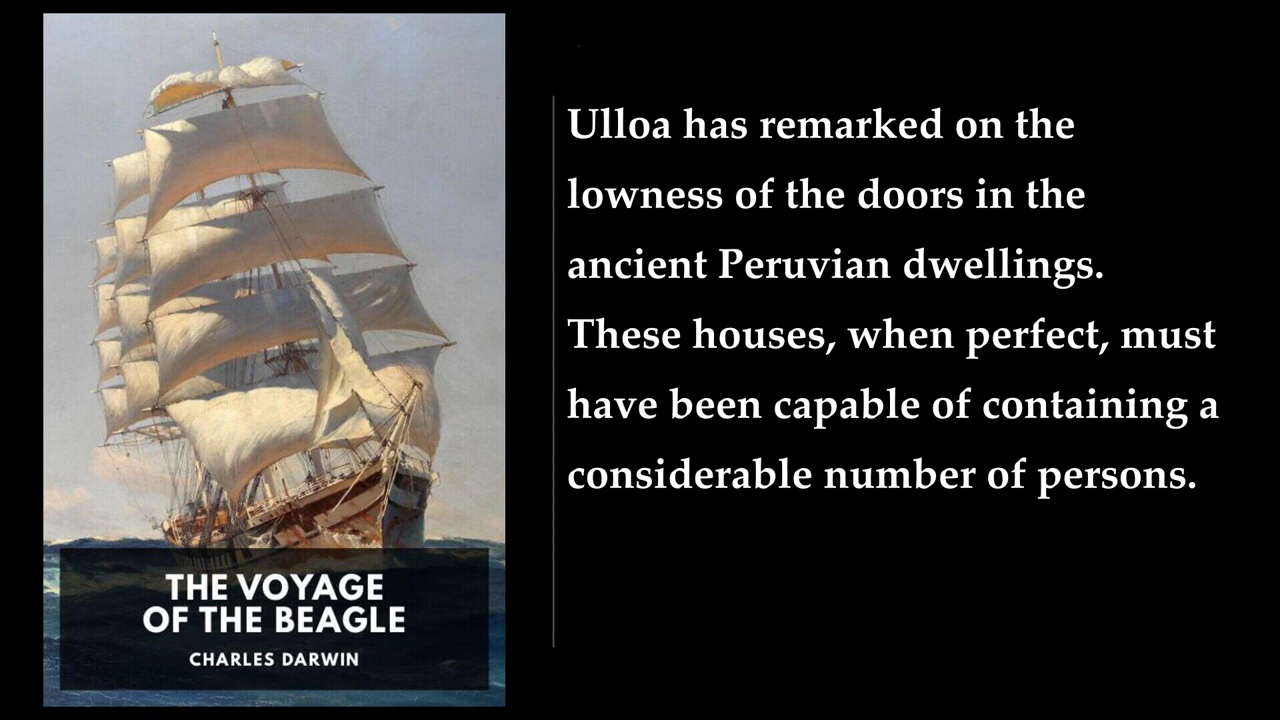 THE VOYAGE
OF THE BEAGLE
CHARLES DARWIN
Ulloa has remarked on the
lowness of the doors in the
ancient Peruvian dwellings.
These houses, when perfect, must
have been capable of containing a
considerable number of persons.